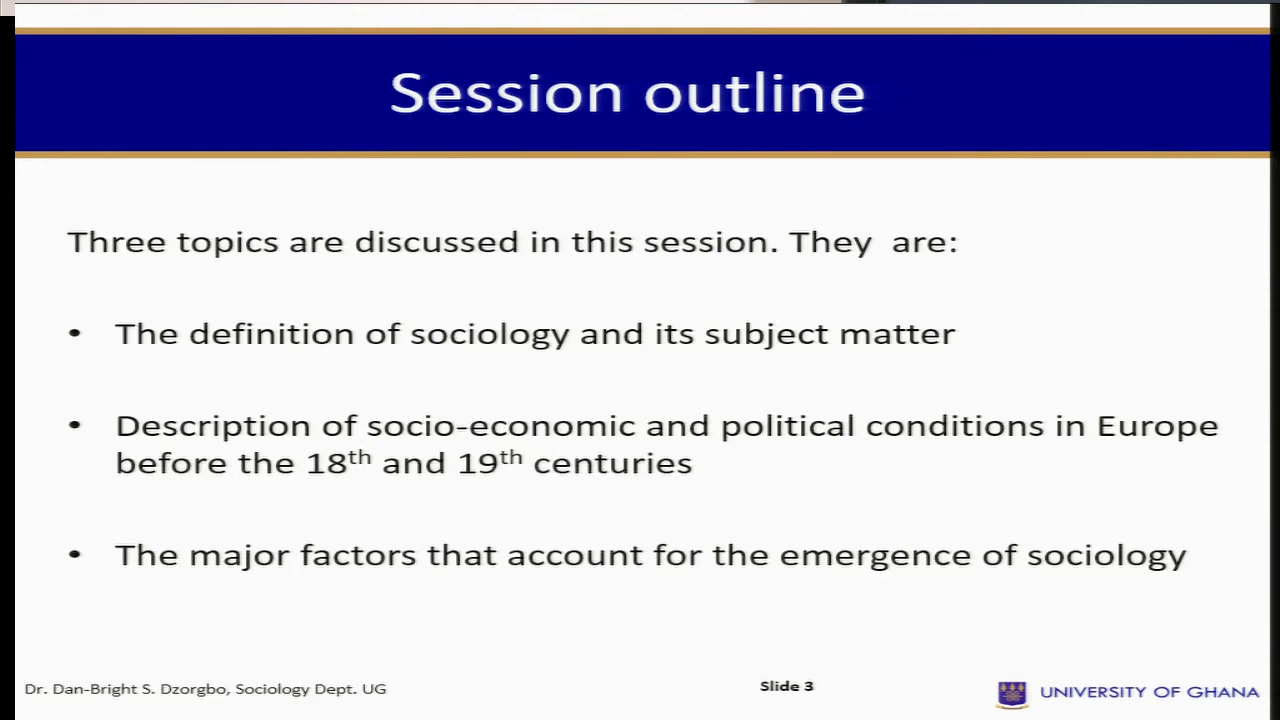 Session outline
Three topics are discussed in this session. They  are:
• The definition of sociology and its subject matter
• Description of socio-economic and political conditions in Europe
before the 18th and 19th centuries
• The major factors that account for the emergence of sociology
Dr. Dan-Bright S. Dzorgbo, Sociology Dept. UG
Slide 3
UNIVERSITY OF GHANA